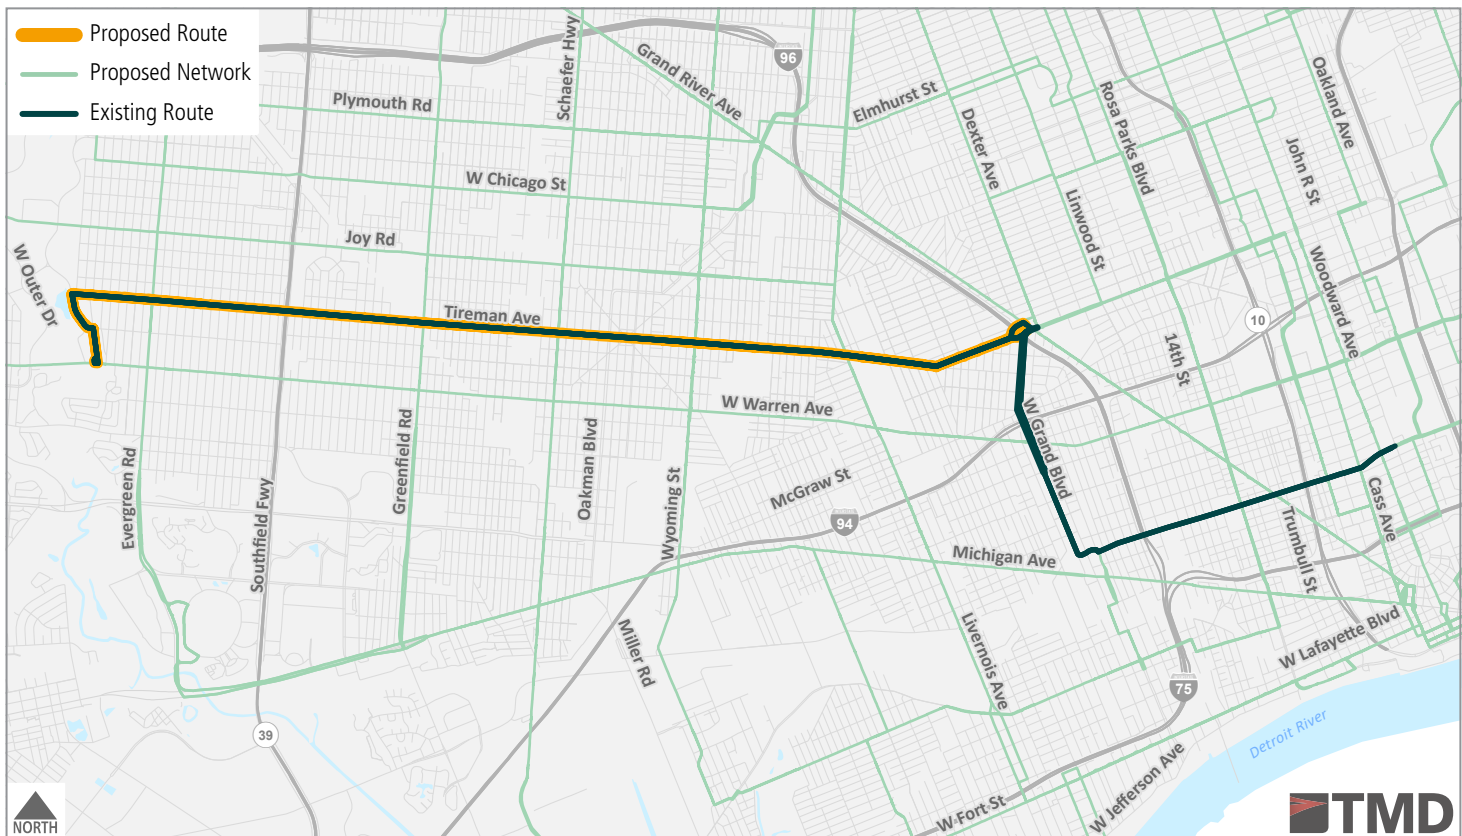 Proposed Route
Proposed Network
Existing Route
Plymouth Rd
Schaefer Hwy
Grand River Ave
96
Elmhurst St
Dexter Ave
Rosa Parks Blvd
Oakland Ave
John R St
W Chicago St
Linwood St
Joy Rd
W Outer Dr
Tireman Ave
Woodward Ave
10
14th St
W Warren Ave
W Grand Blvd
Evergreen Rd
Southfield Fwy
Greenfield Rd
Oakman Blvd
Wyoming St
McGraw St
94
Michigan Ave
Cass Ave
Trumbull St
Miller Rd
Livernois Ave
W Lafayette Blvd
75
39
Detroit River
W Fort St
W Jefferson Ave
NORTH
TMD